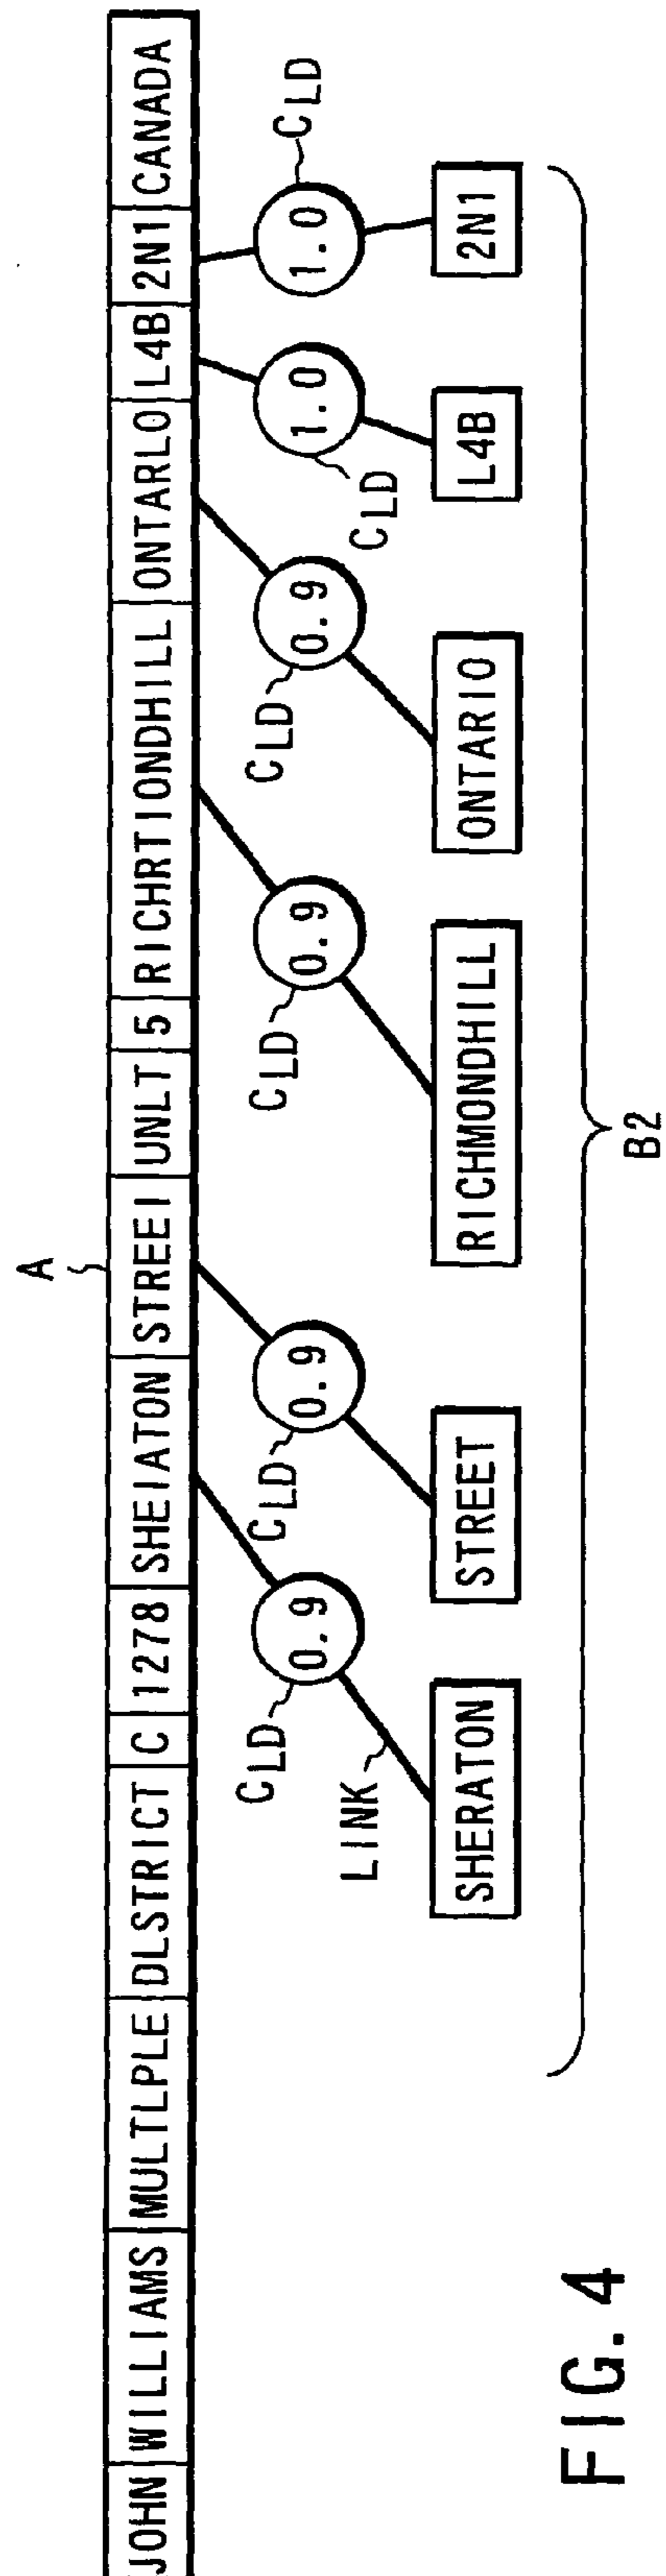 A
JOHN WILLIAMS MULTLPLE DLSTRICT C 1278 SHEIATON STREEI UNLT 5 RICHRTIONDHILL ONTARLO L4B 2N1 CANADA
CLD 0.9 CLD 0.9 CLD 0.9 CLD 0.9 CLD 1.0 1.0 CLD
LINK
SHERATON STREET RICHMONDHILL ONTARIO L4B 2N1
B2
FIG. 4